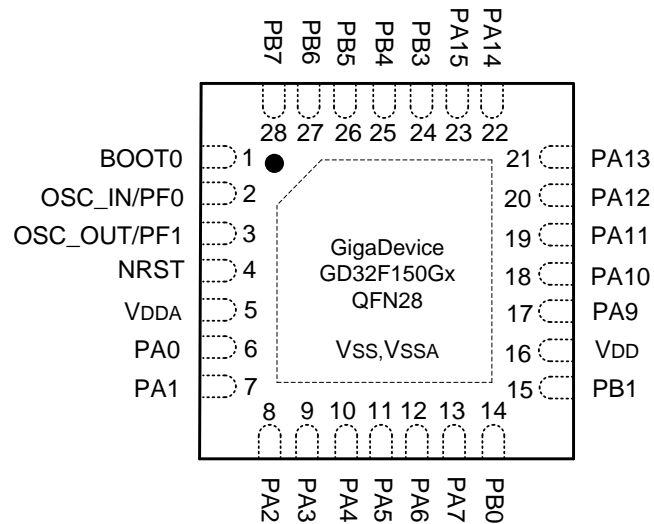 PB7 PB6 PB5 PB4 PB3 PA15 PA14
28 27 26 25 24 23 22
BOOT0 1
OSC_IN/PF0 2
OSC_OUT/PF1 3
NRST 4
VDDA 5
PA0 6
PA1 7
21 PA13
20 PA12
19 PA11
18 PA10
17 PA9
16 VDD
15 PB1
GigaDevice
GD32F150Gx
QFN28
VSS,VSSA
8 9 10 11 12 13 14
PA2 PA3 PA4 PA5 PA6 PA7 PB0